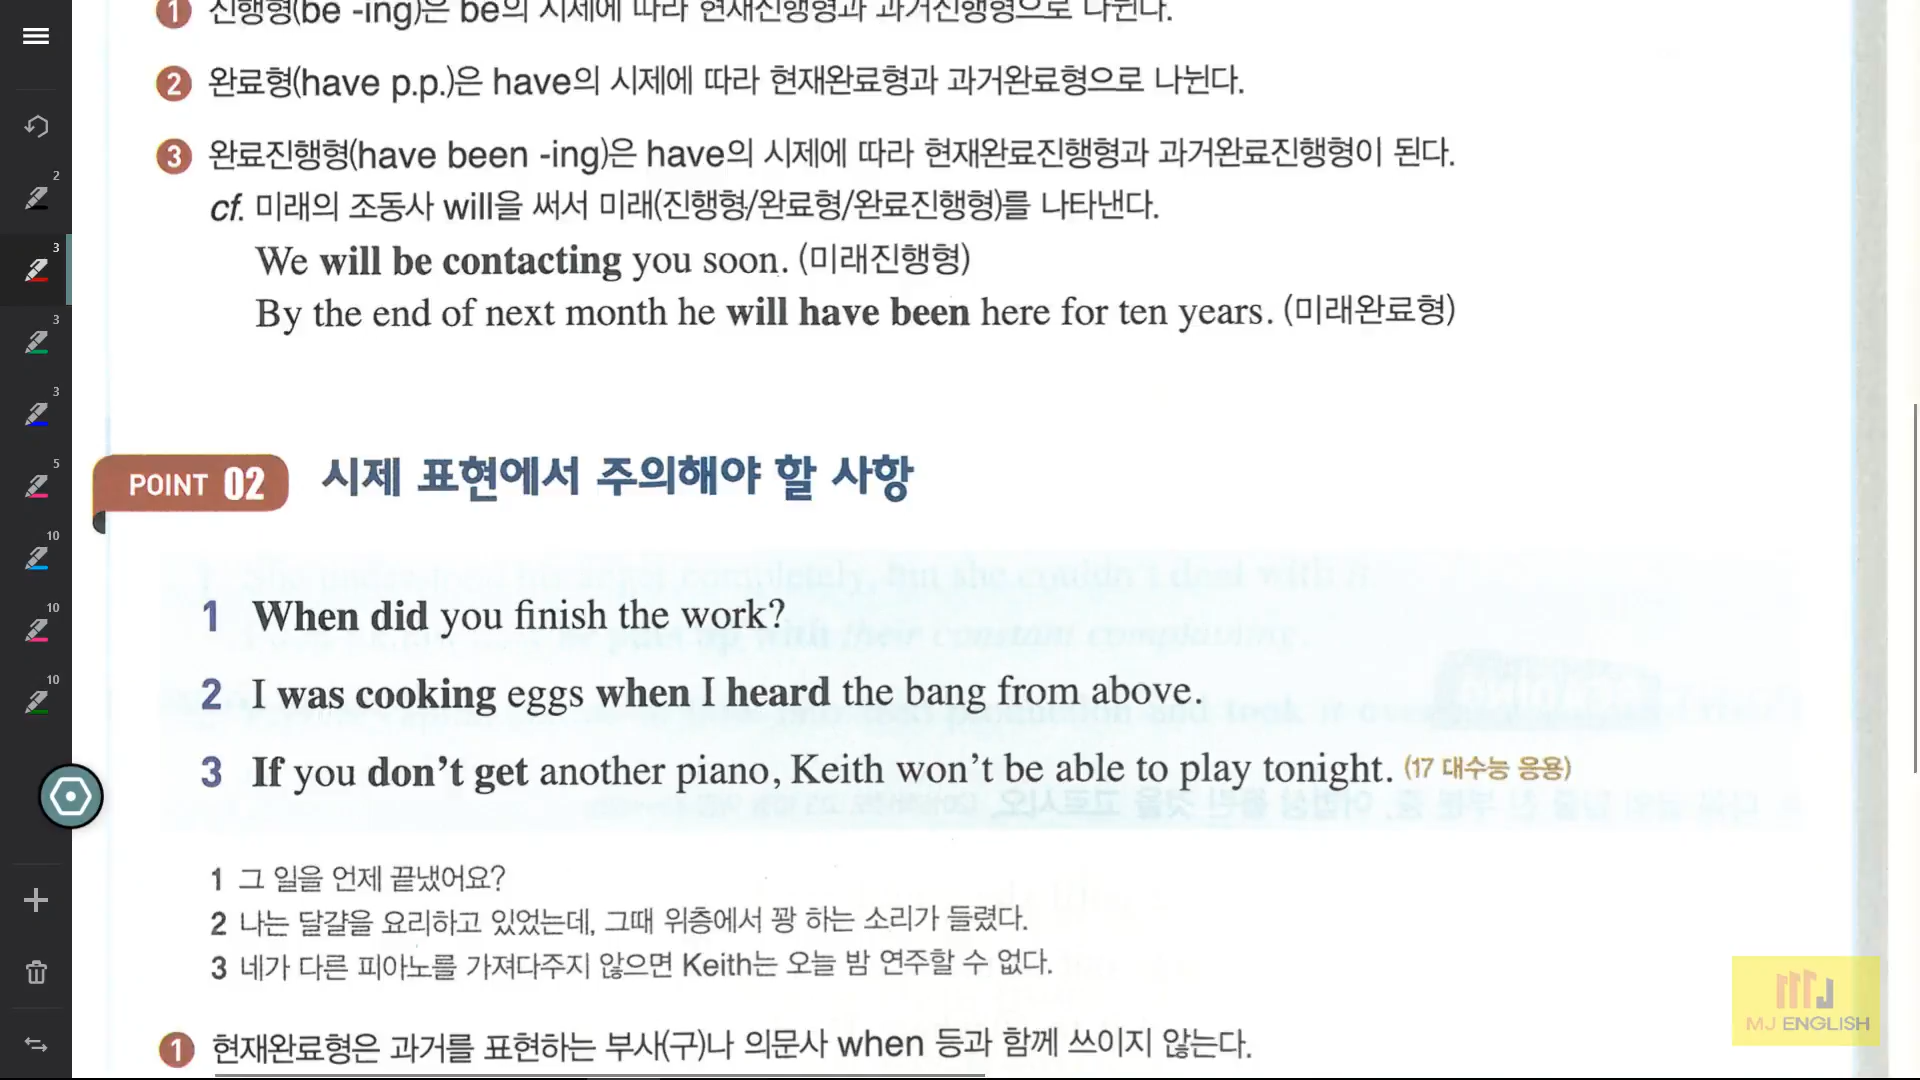 1 진행형(be -ing)은 be의 시제에 따라 현재진행형과 과거진행형으로 나뉜다.
2 완료형(have p.p.)은 have의 시제에 따라 현재완료형과 과거완료형으로 나뉜다.
3 완료진행형(have been -ing)은 have의 시제에 따라 현재완료진행형과 과거완료진행형이 된다.
cf. 미래의 조동사 will을 써서 미래(진행형/완료형/완료진행형)를 나타낸다.
We will be contacting you soon. (미래진행형)
By the end of next month he will have been here for ten years. (미래완료형)
POINT 02 시제 표현에서 주의해야 할 사항
1 When did you finish the work?
2 I was cooking eggs when I heard the bang from above.
3 If you don't get another piano, Keith won't be able to play tonight. (17 대수능 응용)
1 그 일을 언제 끝냈어요?
2 나는 달걀을 요리하고 있었는데, 그때 위층에서 꽝 하는 소리가 들렸다.
3 네가 다른 피아노를 가져다주지 않으면 Keith는 오늘 밤 연주할 수 없다.
1 현재완료형은 과거를 표현하는 부사(구)나 의문사 when 등과 함께 쓰이지 않는다.
2
3
3
3
5
10
10
10
MJ
MJ ENGLISH